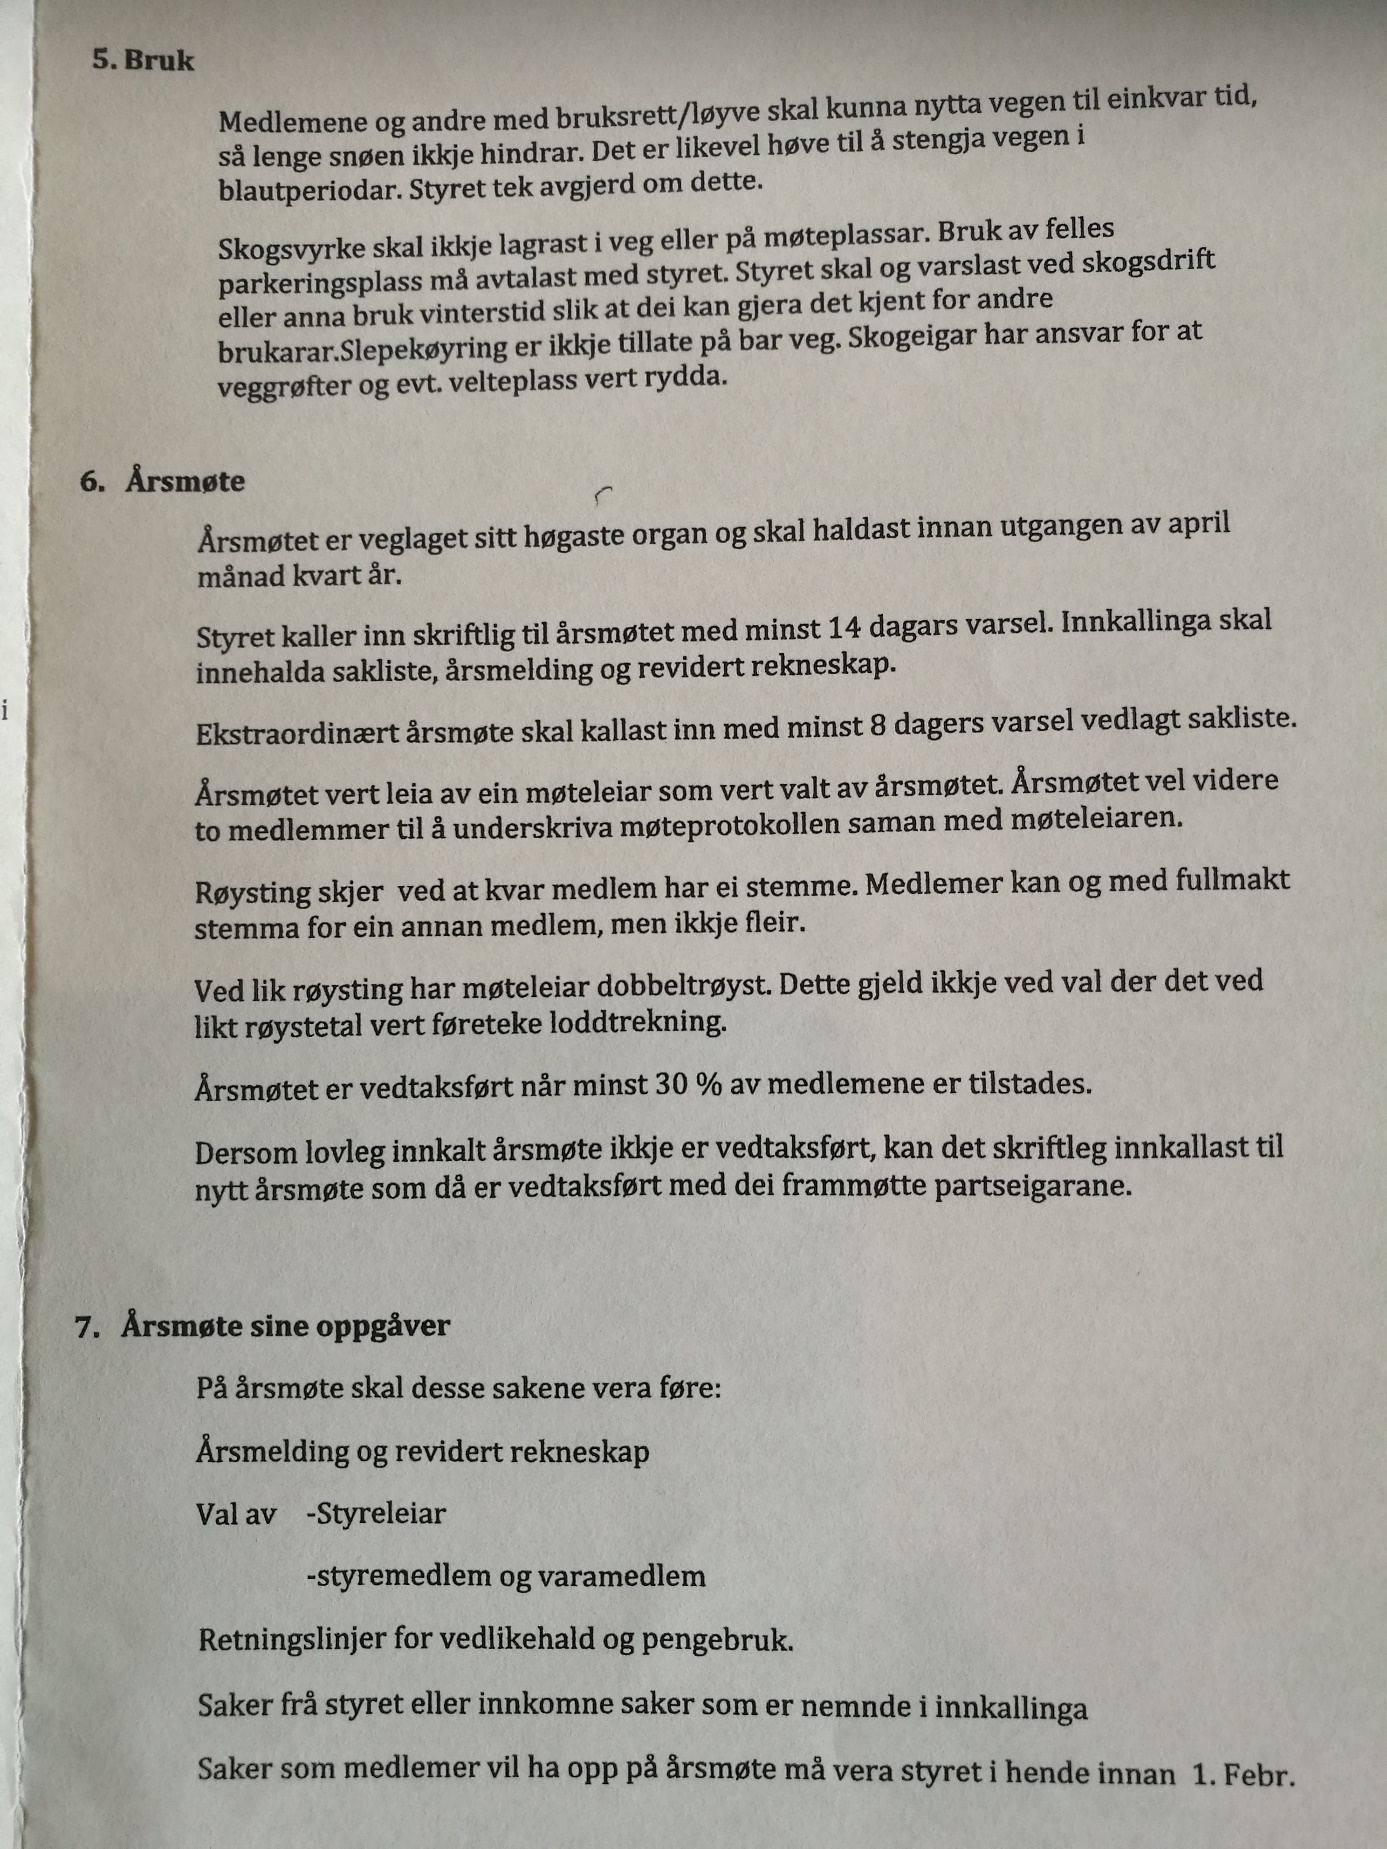 5. Bruk
Medlemene og andre med bruksrett/løyve skal kunna nytta vegen til einkvar tid,
så lenge snøen ikkje hindrar. Det er likevel høve til å stengja vegen i
blautperiodar. Styret tek avgjerd om dette.
Skogsvyrke skal ikkje lagrast i veg eller på møteplassar. Bruk av felles
parkeringsplass må avtalast med styret. Styret skal og varslast ved skogsdrift
eller anna bruk vinterstid slik at dei kan gjera det kjent for andre
brukarar.Slepekøyring er ikkje tillate på bar veg. Skogeigar har ansvar for at
veggrøfter og evt. velteplass vert rydda.
6. Årsmøte
Årsmøtet er veglaget sitt høgaste organ og skal haldast innan utgangen av april
månad kvart år.
Styret kaller inn skriftlig til årsmøtet med minst 14 dagars varsel. Innkallinga skal
innehalda sakliste, årsmelding og revidert rekneskap.
i
Ekstraordinært årsmøte skal kallast inn med minst 8 dagers varsel vedlagt sakliste.
Årsmøtet vert leia av ein møteleiar som vert valt av årsmøtet. Årsmøtet vel videre
to medlemmer til å underskriva møteprotokollen saman med møteleiaren.
Røysting skjer  ved at kvar medlem har ei stemme. Medlemer kan og med fullmakt
stemma for ein annan medlem, men ikkje fleir.
Ved lik røysting har møteleiar dobbeltrøyst. Dette gjeld ikkje ved val der det ved
likt røystetal vert føreteke loddtrekning.
Årsmøtet er vedtaksført når minst 30 % av medlemene er tilstades.
Dersom lovleg innkalt årsmøte ikkje er vedtaksført, kan det skriftleg innkallast til
nytt årsmøte som då er vedtaksført med dei frammøtte partseigarane.
7. Årsmøte sine oppgåver
På årsmøte skal desse sakene vera føre:
Årsmelding og revidert rekneskap
Val av -Styreleiar
-styremedlem og varamedlem
Retningslinjer for vedlikehald og pengebruk.
Saker frå styret eller innkomne saker som er nemnde i innkallinga
Saker som medlemer vil ha opp på årsmøte må vera styret i hende innan  1. Febr.